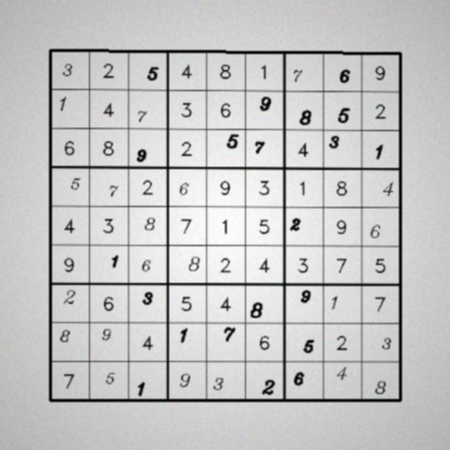 3 2 5 4 8 1 7 6 9
1 4 7 3 6 9 8 5 2
6 8 9 2 5 7 4 3 1
5 7 2 6 9 3 1 8 4
4 3 8 7 1 5 2 9 6
9 1 6 8 2 4 3 7 5
2 6 3 5 4 8 9 1 7
8 9 4 1 7 6 5 2 3
7 5 1 9 3 2 6 4 8